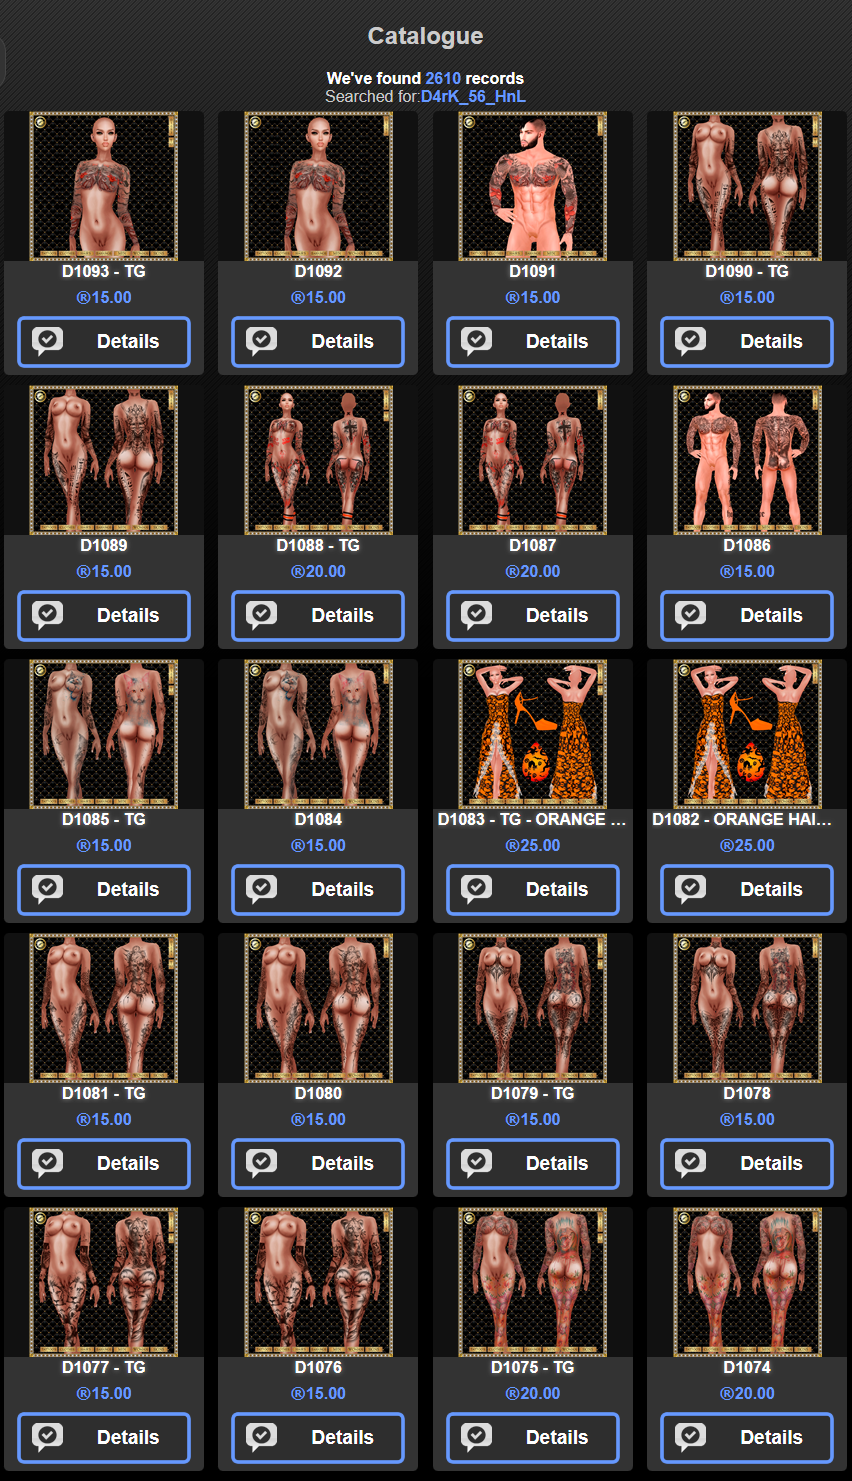 Catalogue
We've found 2610 records
Searched for:D4rK_56_HnL
D1093 - TG
®15.00
Details
D1092
®15.00
Details
D1091
®15.00
Details
D1090 - TG
®15.00
Details
D1089
®15.00
Details
D1088 - TG
®20.00
Details
D1087
®20.00
Details
D1086
®15.00
Details
D1085 - TG
®15.00
Details
D1084
®15.00
Details
D1083 - TG - ORANGE ...
®25.00
Details
D1082 - ORANGE HAI...
®25.00
Details
D1081 - TG
®15.00
Details
D1080
®15.00
Details
D1079 - TG
®15.00
Details
D1078
®15.00
Details
D1077 - TG
®15.00
Details
D1076
®15.00
Details
D1075 - TG
®20.00
Details
D1074
®20.00
Details